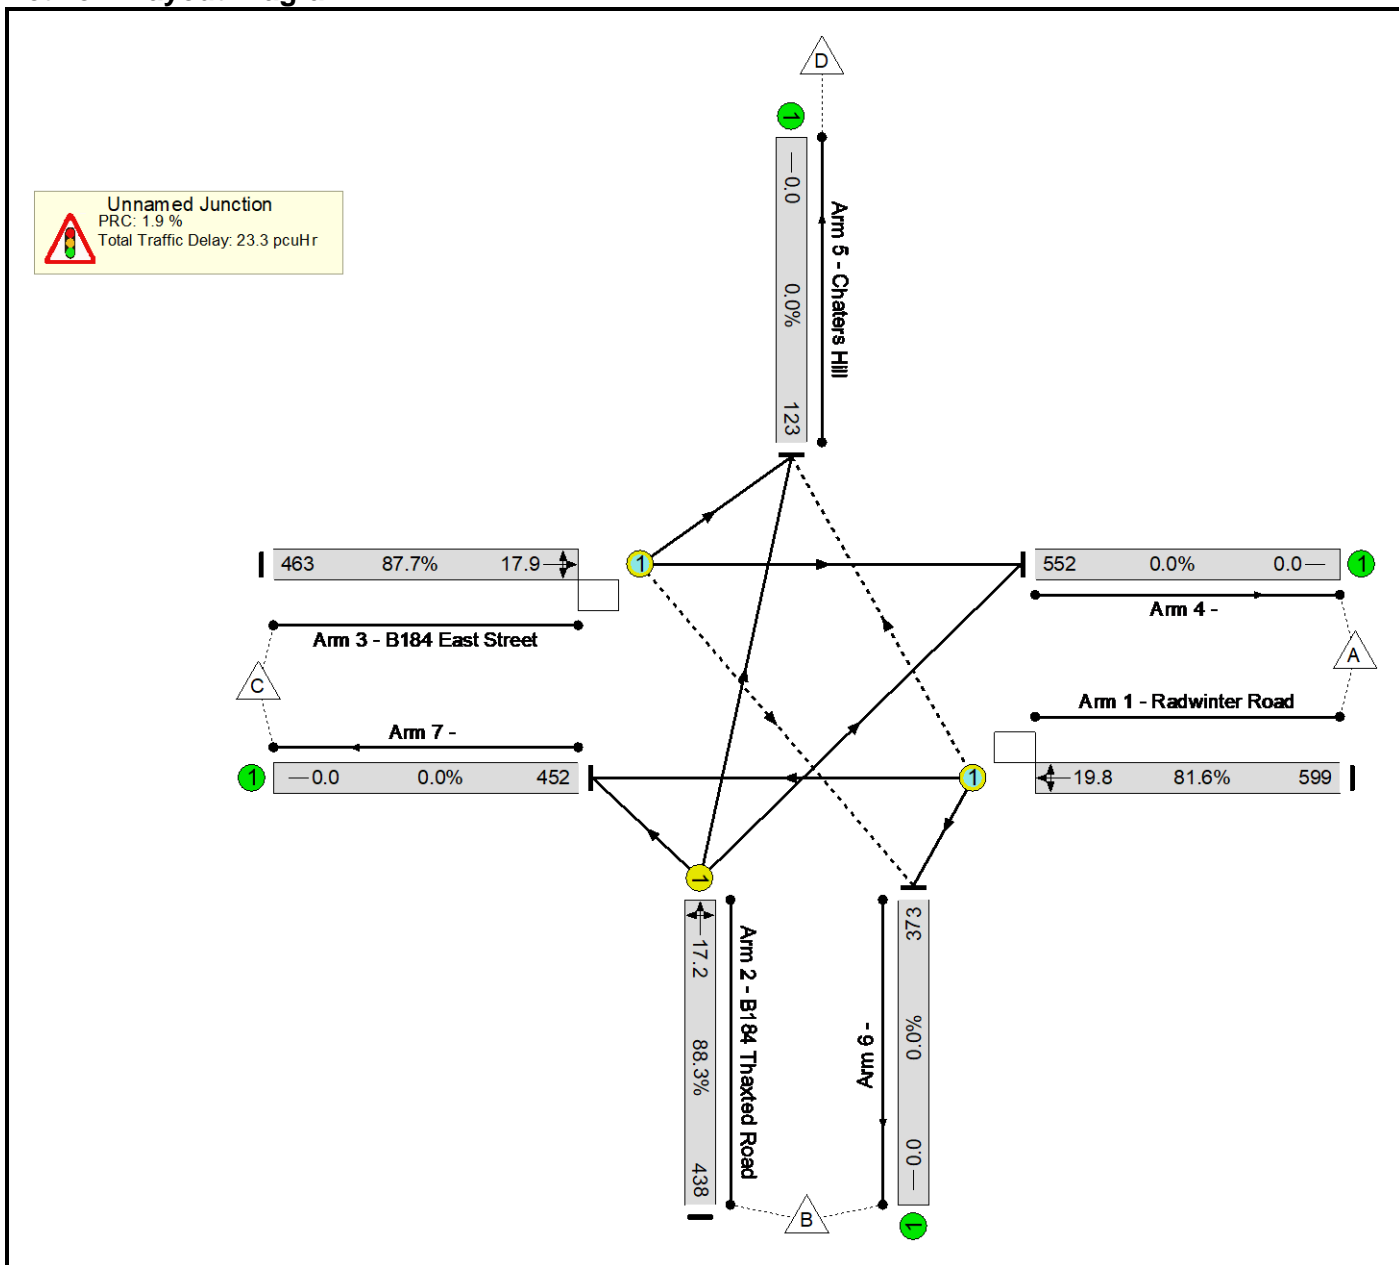 D
1
0.0
0.0%
123
Arm 5 - Chaters Hill
Unnamed Junction
PRC: 1.9 %
Total Traffic Delay: 23.3 pcuHr
463 87.7% 17.9
1
Arm 3 - B184 East Street
C
Arm 7 -
1
0.0 0.0% 452
552 0.0% 0.0
1
Arm 4 -
A
Arm 1 - Radwinter Road
1
19.8 81.6% 599
1
17.2
88.3%
438
Arm 2 - B184 Thaxted Road
B
Arm 6 -
373
0.0%
0.0
1